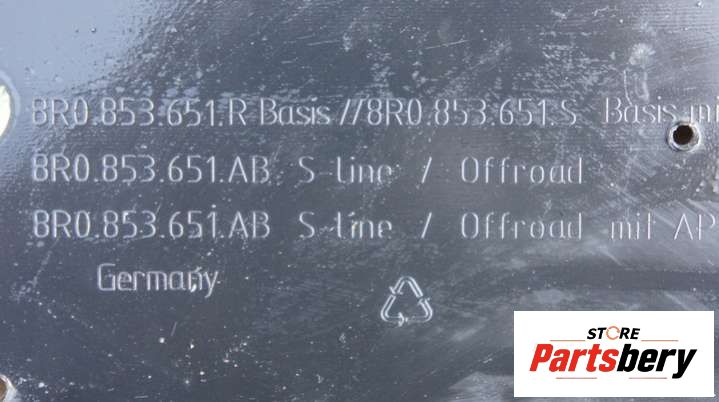 8R0.853.651.R Basis //8R0.853.651.S Basis mi
8R0.853.651.AB S-line / Offroad
8R0.853.651.AB S-line / Offroad mit AP
Germany
STORE
Partsbery